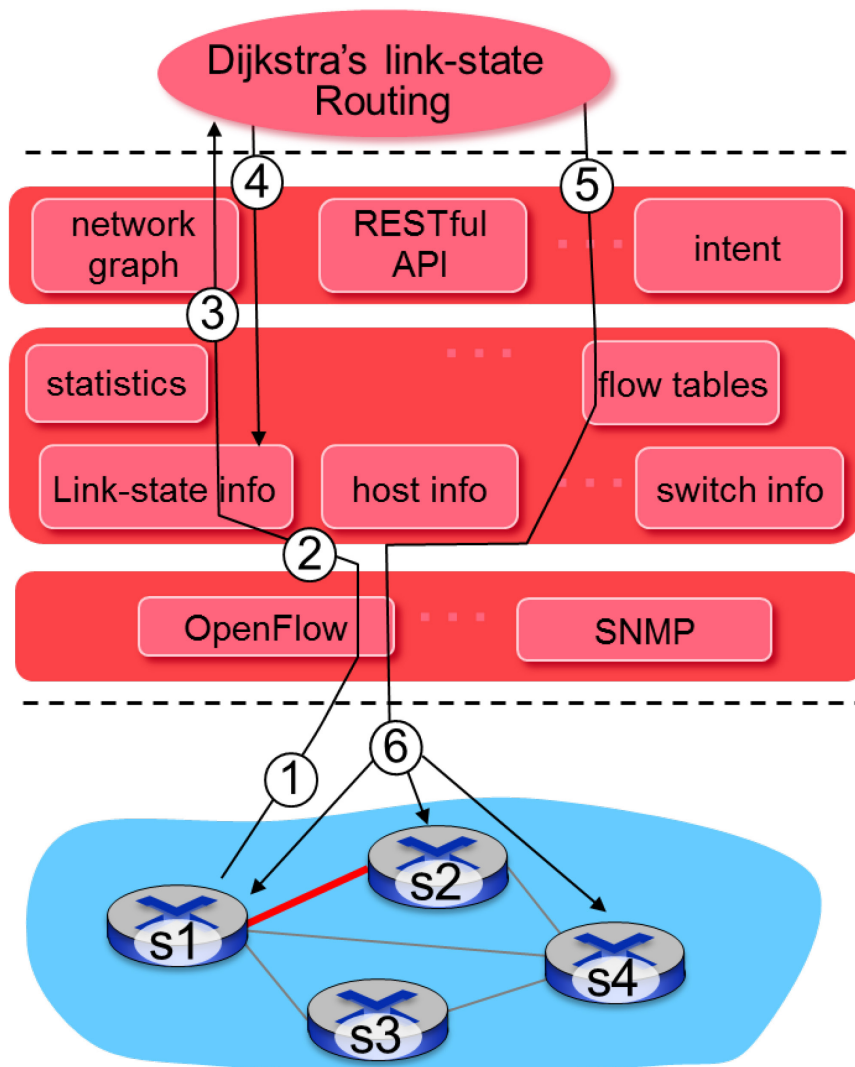 Dijkstra's link-state
Routing
4
5
network
graph
RESTful
API
. . .
intent
3
statistics
. . .
flow tables
Link-state info
host info
. . .
switch info
2
OpenFlow
. . .
SNMP
6
1
s2
s1
s4
s3